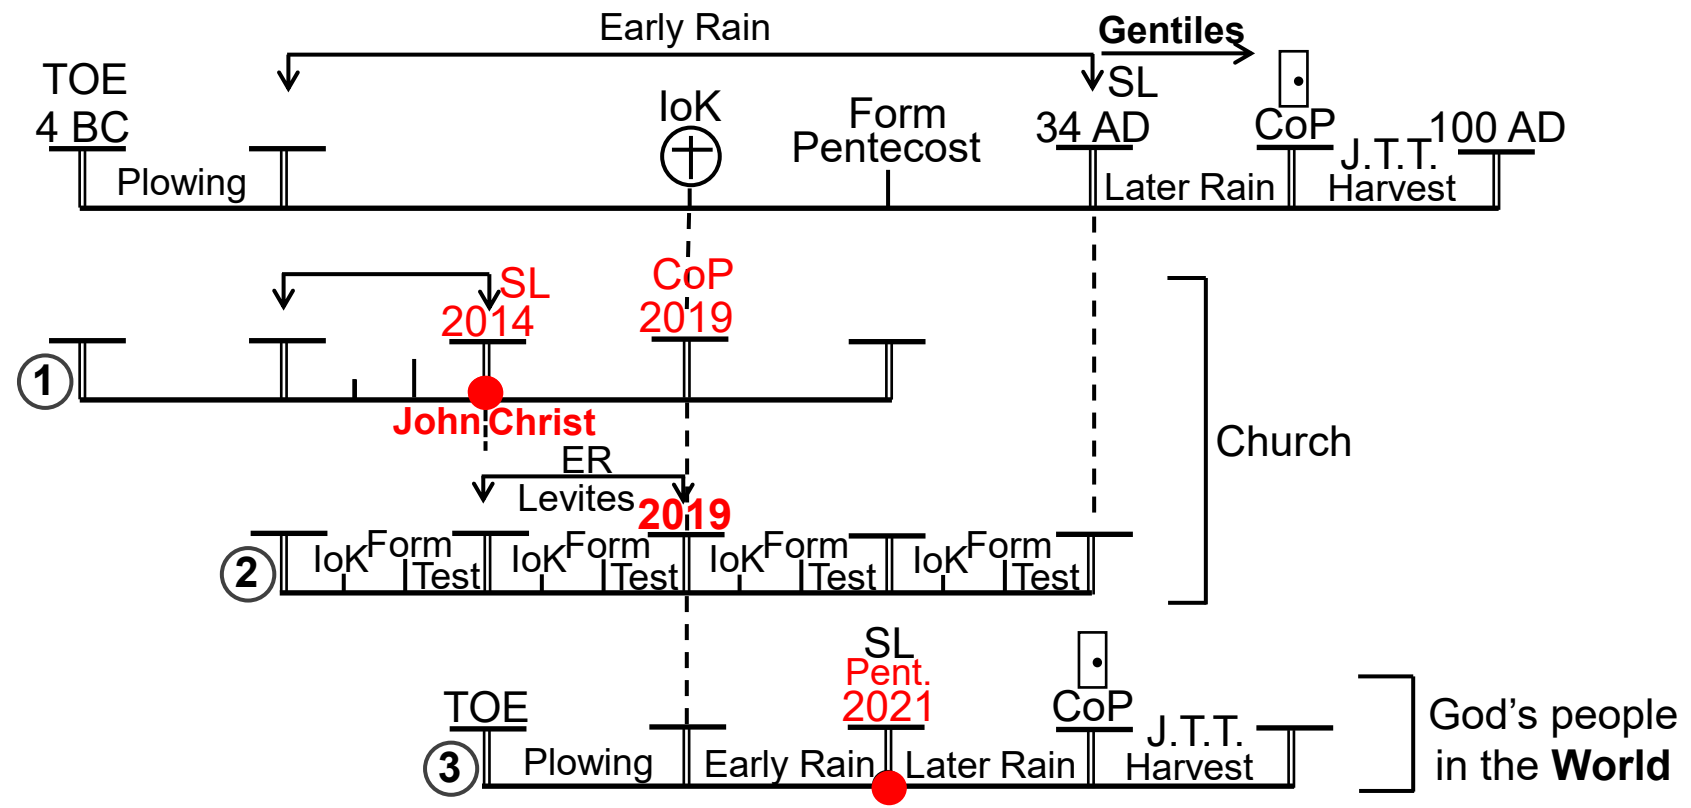 Early Rain
Gentiles
TOE
4 BC
IoK
Form
Pentecost
SL
34 AD
CoP
100 AD
Plowing
Later Rain
J.T.T.
Harvest
SL
2014
CoP
2019
1
John Christ
Church
ER
Levites
2019
2
IoK Form Test IoK Form Test IoK Form Test IoK Form Test
SL
Pent.
2021
TOE
CoP
3
Plowing
Early Rain
Later Rain
J.T.T.
Harvest
God's people
in the World